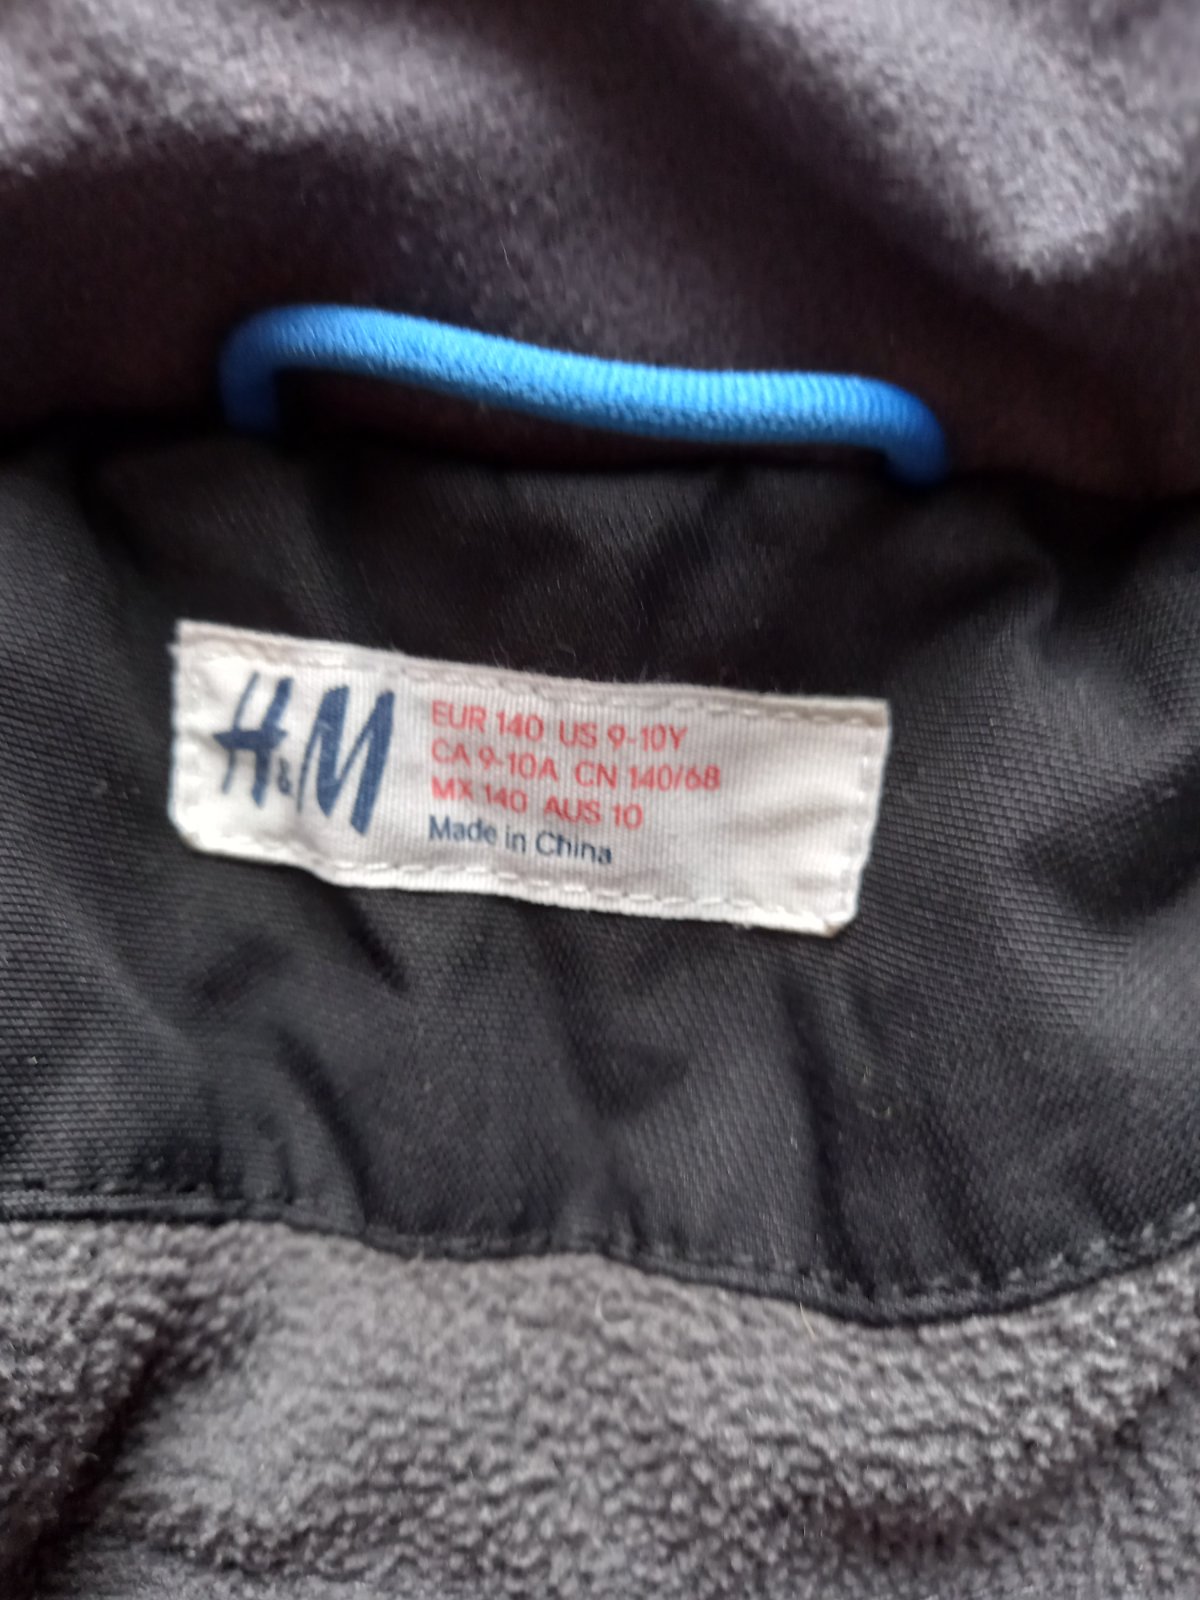 H&M
EUR 140 US 9-10Y
CA 9-10A CN 140/68
MX 140 AUS 10
Made in China